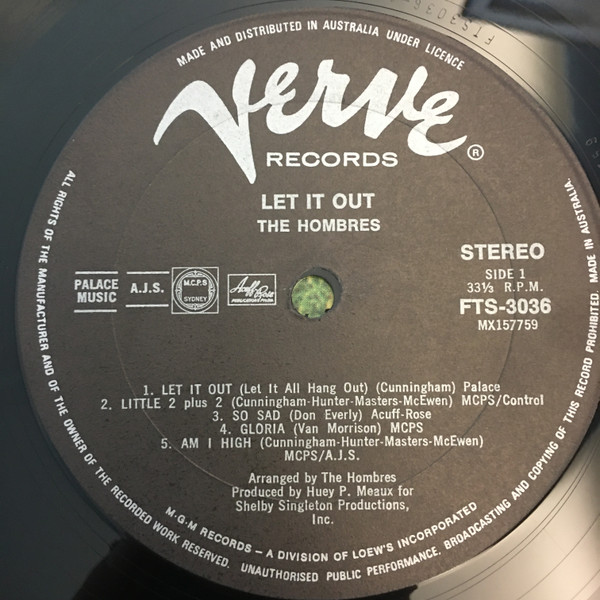 MADE AND DISTRIBUTED IN AUSTRALIA UNDER LICENCE
Verve ®
RECORDS
LET IT OUT
THE HOMBRES
STEREO
SIDE 1
33⅓ R.P.M.
FTS-3036
MX157759
PALACE
MUSIC
A.J.S.
M.C.P.S
SYDNEY
Acuff-Rose
1. LET IT OUT (Let It All Hang Out) (Cunningham) Palace
2. LITTLE 2 plus 2 (Cunningham-Hunter-Masters-McEwen) MCPS/Control
3. SO SAD (Don Everly) Acuff-Rose
4. GLORIA (Van Morrison) MCPS
5. AM I HIGH (Cunningham-Hunter-Masters-McEwen)
MCPS/A.J.S.
Arranged by The Hombres
Produced by Huey P. Meaux for
Shelby Singleton Productions,
Inc.
M-G-M RECORDS – A DIVISION OF LOEW'S INCORPORATED
ALL RIGHTS OF THE MANUFACTURER AND OF THE OWNER OF THE RECORDED WORK RESERVED. UNAUTHORISED PUBLIC PERFORMANCE, BROADCASTING AND COPYING OF THIS RECORD PROHIBITED. MADE IN AUSTRALIA.